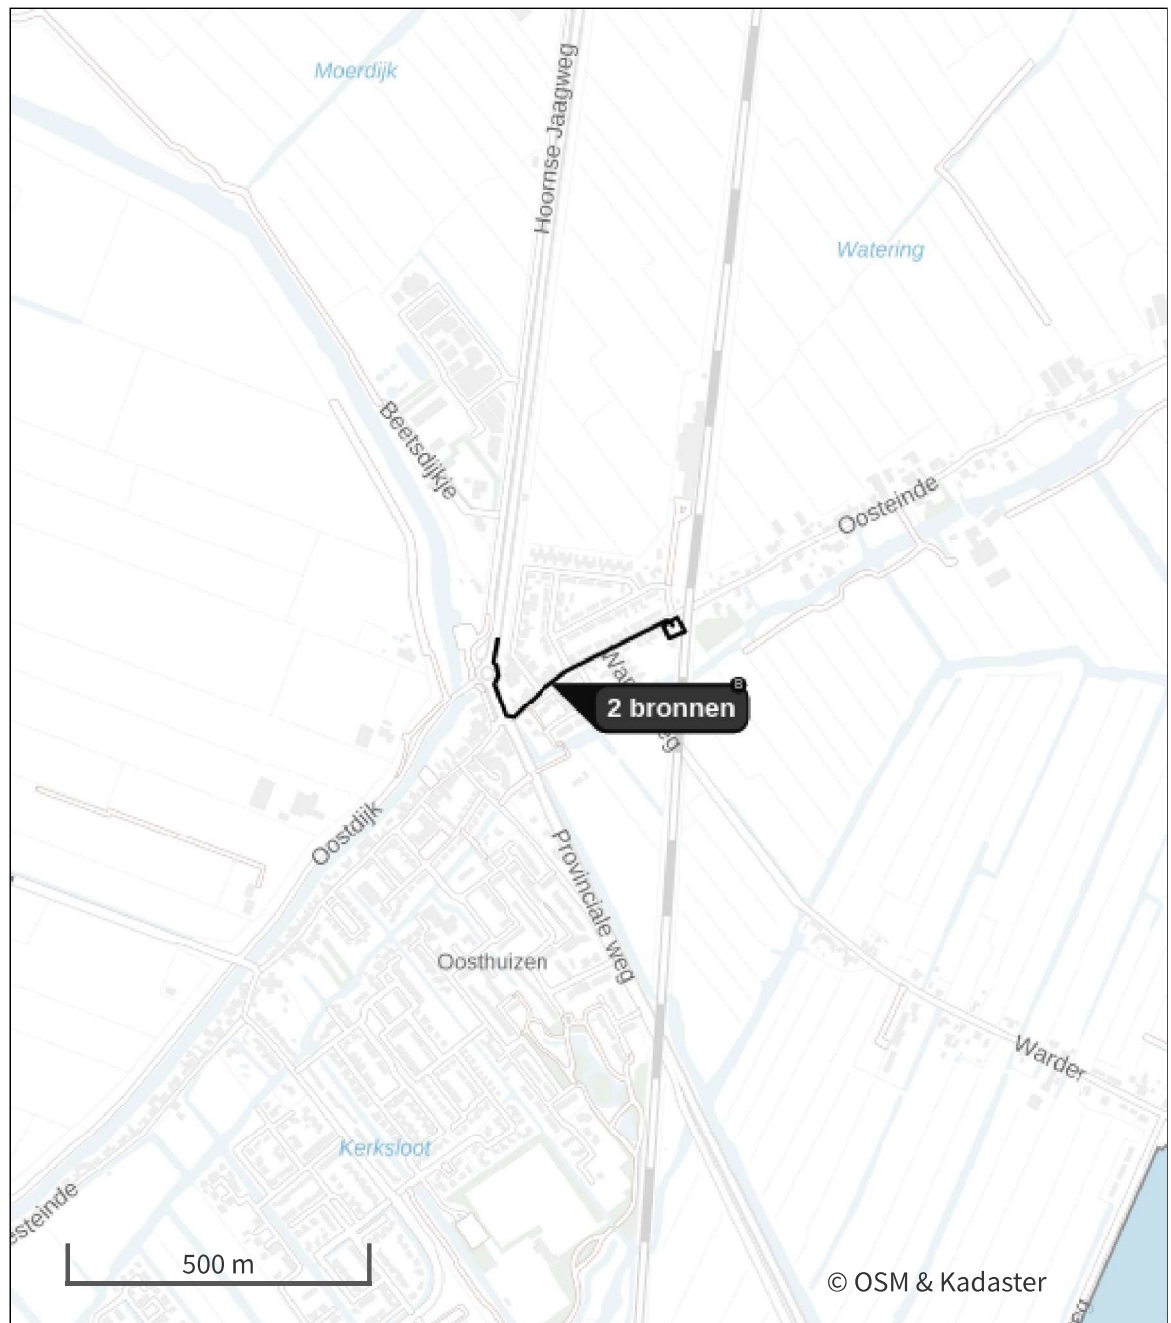 Moerdijk
Hoornse Jaagweg
Watering
Beetsdijkje
Oosteinde
B
2 bronnen
Oostdijk
Provinciale weg
Oosthuizen
Warder
Kerksloot
esteinde
500 m
© OSM & Kadaster